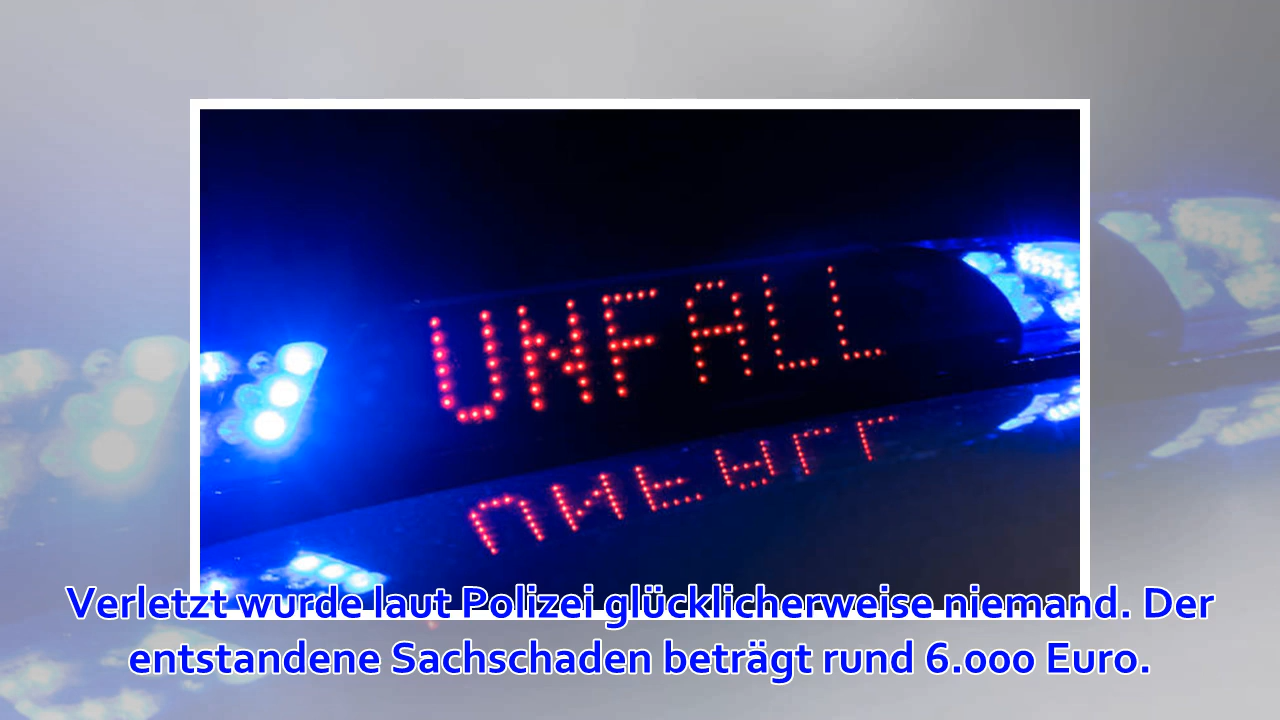 UNFALL
Verletzt wurde laut Polizei glücklicherweise niemand. Der
entstandene Sachschaden beträgt rund 6.000 Euro.